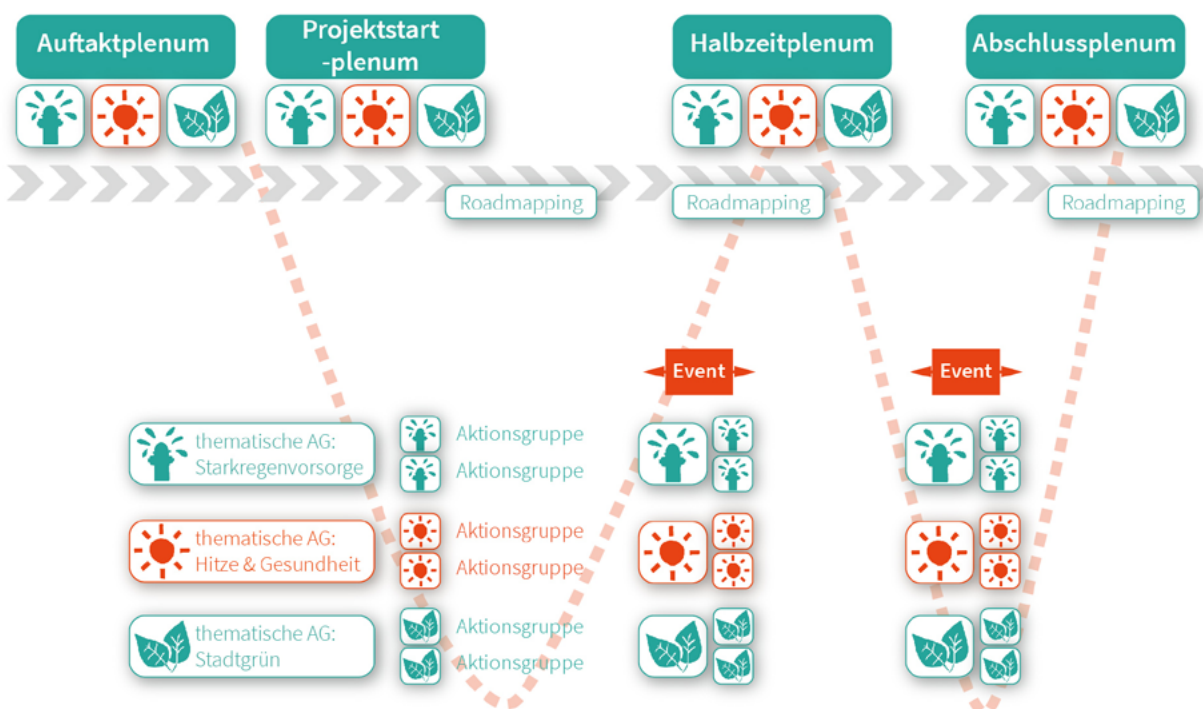 Auftaktplenum
Projektstart
-plenum
Halbzeitplenum
Abschlussplenum
Roadmapping
Roadmapping
Roadmapping
Event
Event
thematische AG:
Starkregenvorsorge
Aktionsgruppe
Aktionsgruppe
thematische AG:
Hitze & Gesundheit
Aktionsgruppe
Aktionsgruppe
thematische AG:
Stadtgrün
Aktionsgruppe
Aktionsgruppe